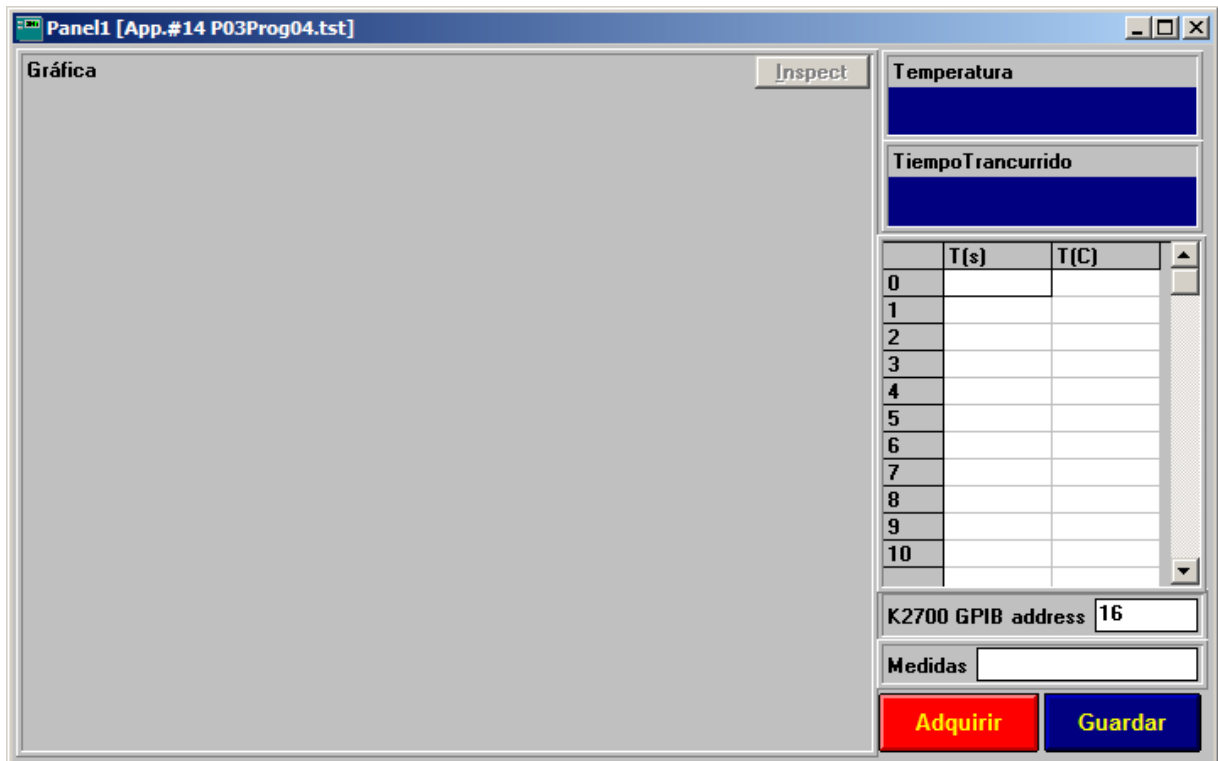 Panel1 [App.#14 P03Prog04.tst]
Gráfica
Inspect
Temperatura
TiempoTrancurrido
T(s) T(C)
0
1
2
3
4
5
6
7
8
9
10
K2700 GPIB address 16
Medidas
Adquirir Guardar